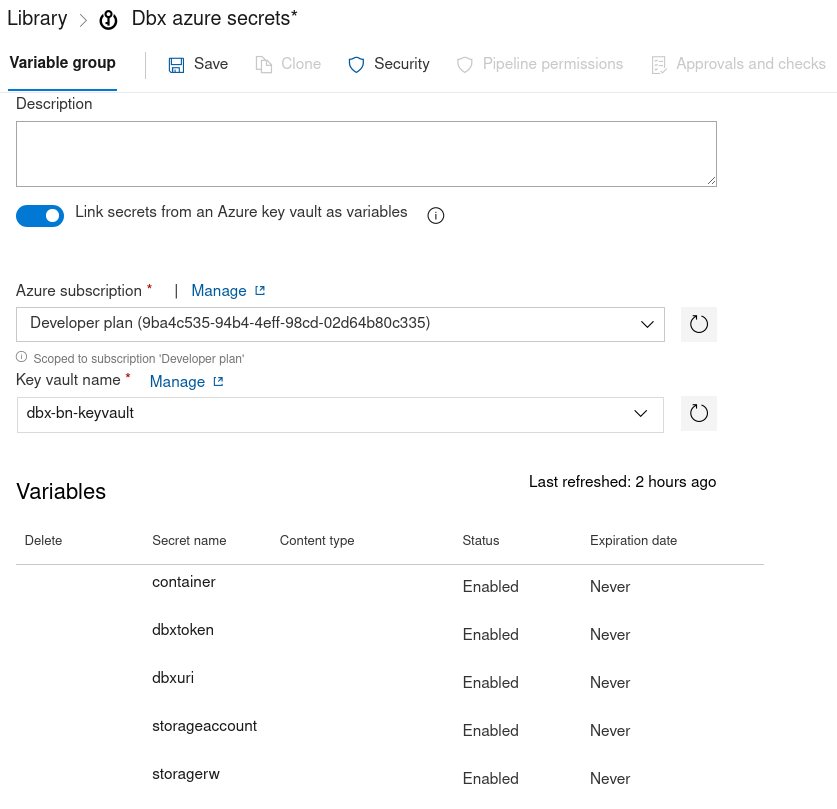 Library > Dbx azure secrets*
Variable group Save Clone Security Pipeline permissions Approvals and checks
Description
Link secrets from an Azure key vault as variables
Azure subscription * | Manage
Developer plan (9ba4c535-94b4-4eff-98cd-02d64b80c335)
Scoped to subscription 'Developer plan'
Key vault name * Manage
dbx-bn-keyvault
Last refreshed: 2 hours ago
Variables
Delete Secret name Content type Status Expiration date
container Enabled Never
dbxtoken Enabled Never
dbxuri Enabled Never
storageaccount Enabled Never
storagerw Enabled Never